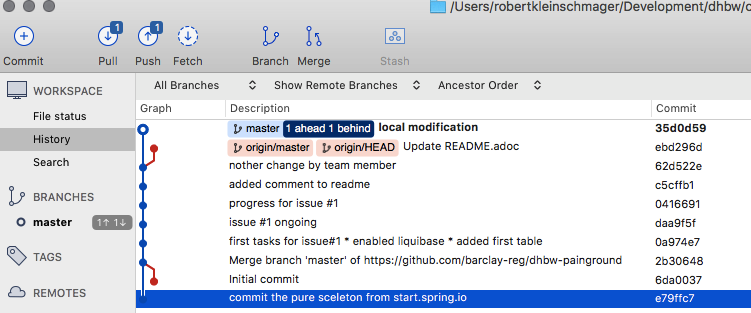 /Users/robertkleinschmager/Development/dhbw/
Commit 1 Pull 1 Push Fetch Branch Merge Stash
All Branches Show Remote Branches Ancestor Order
WORKSPACE
File status
History
Search
BRANCHES
master 1↑ 1↓
TAGS
REMOTES
Graph Description Commit
master 1 ahead 1 behind local modification 35d0d59
origin/master origin/HEAD Update README.adoc ebd296d
nother change by team member 62d522e
added comment to readme c5cffb1
progress for issue #1 0416691
issue #1 ongoing daa9f5f
first tasks for issue#1 * enabled liquibase * added first table 0a974e7
Merge branch 'master' of https://github.com/barclay-reg/dhbw-painground 2b30648
Initial commit 6da0037
commit the pure sceleton from start.spring.io e79ffc7